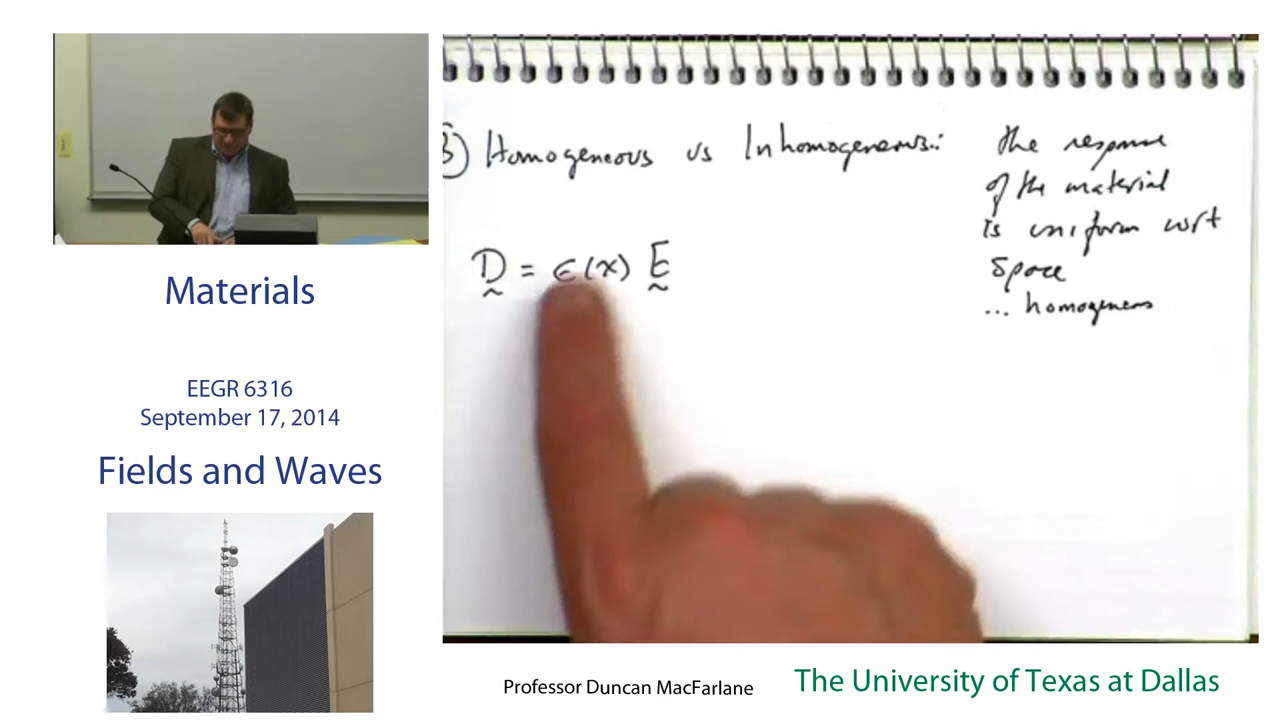 Materials
EEGR 6316
September 17, 2014
Fields and Waves
3) Homogeneous vs Inhomogeneous:
the response
of the material
is uniform wrt
space
... homogeneous
D = ϵ(x) E
Professor Duncan MacFarlane
The University of Texas at Dallas